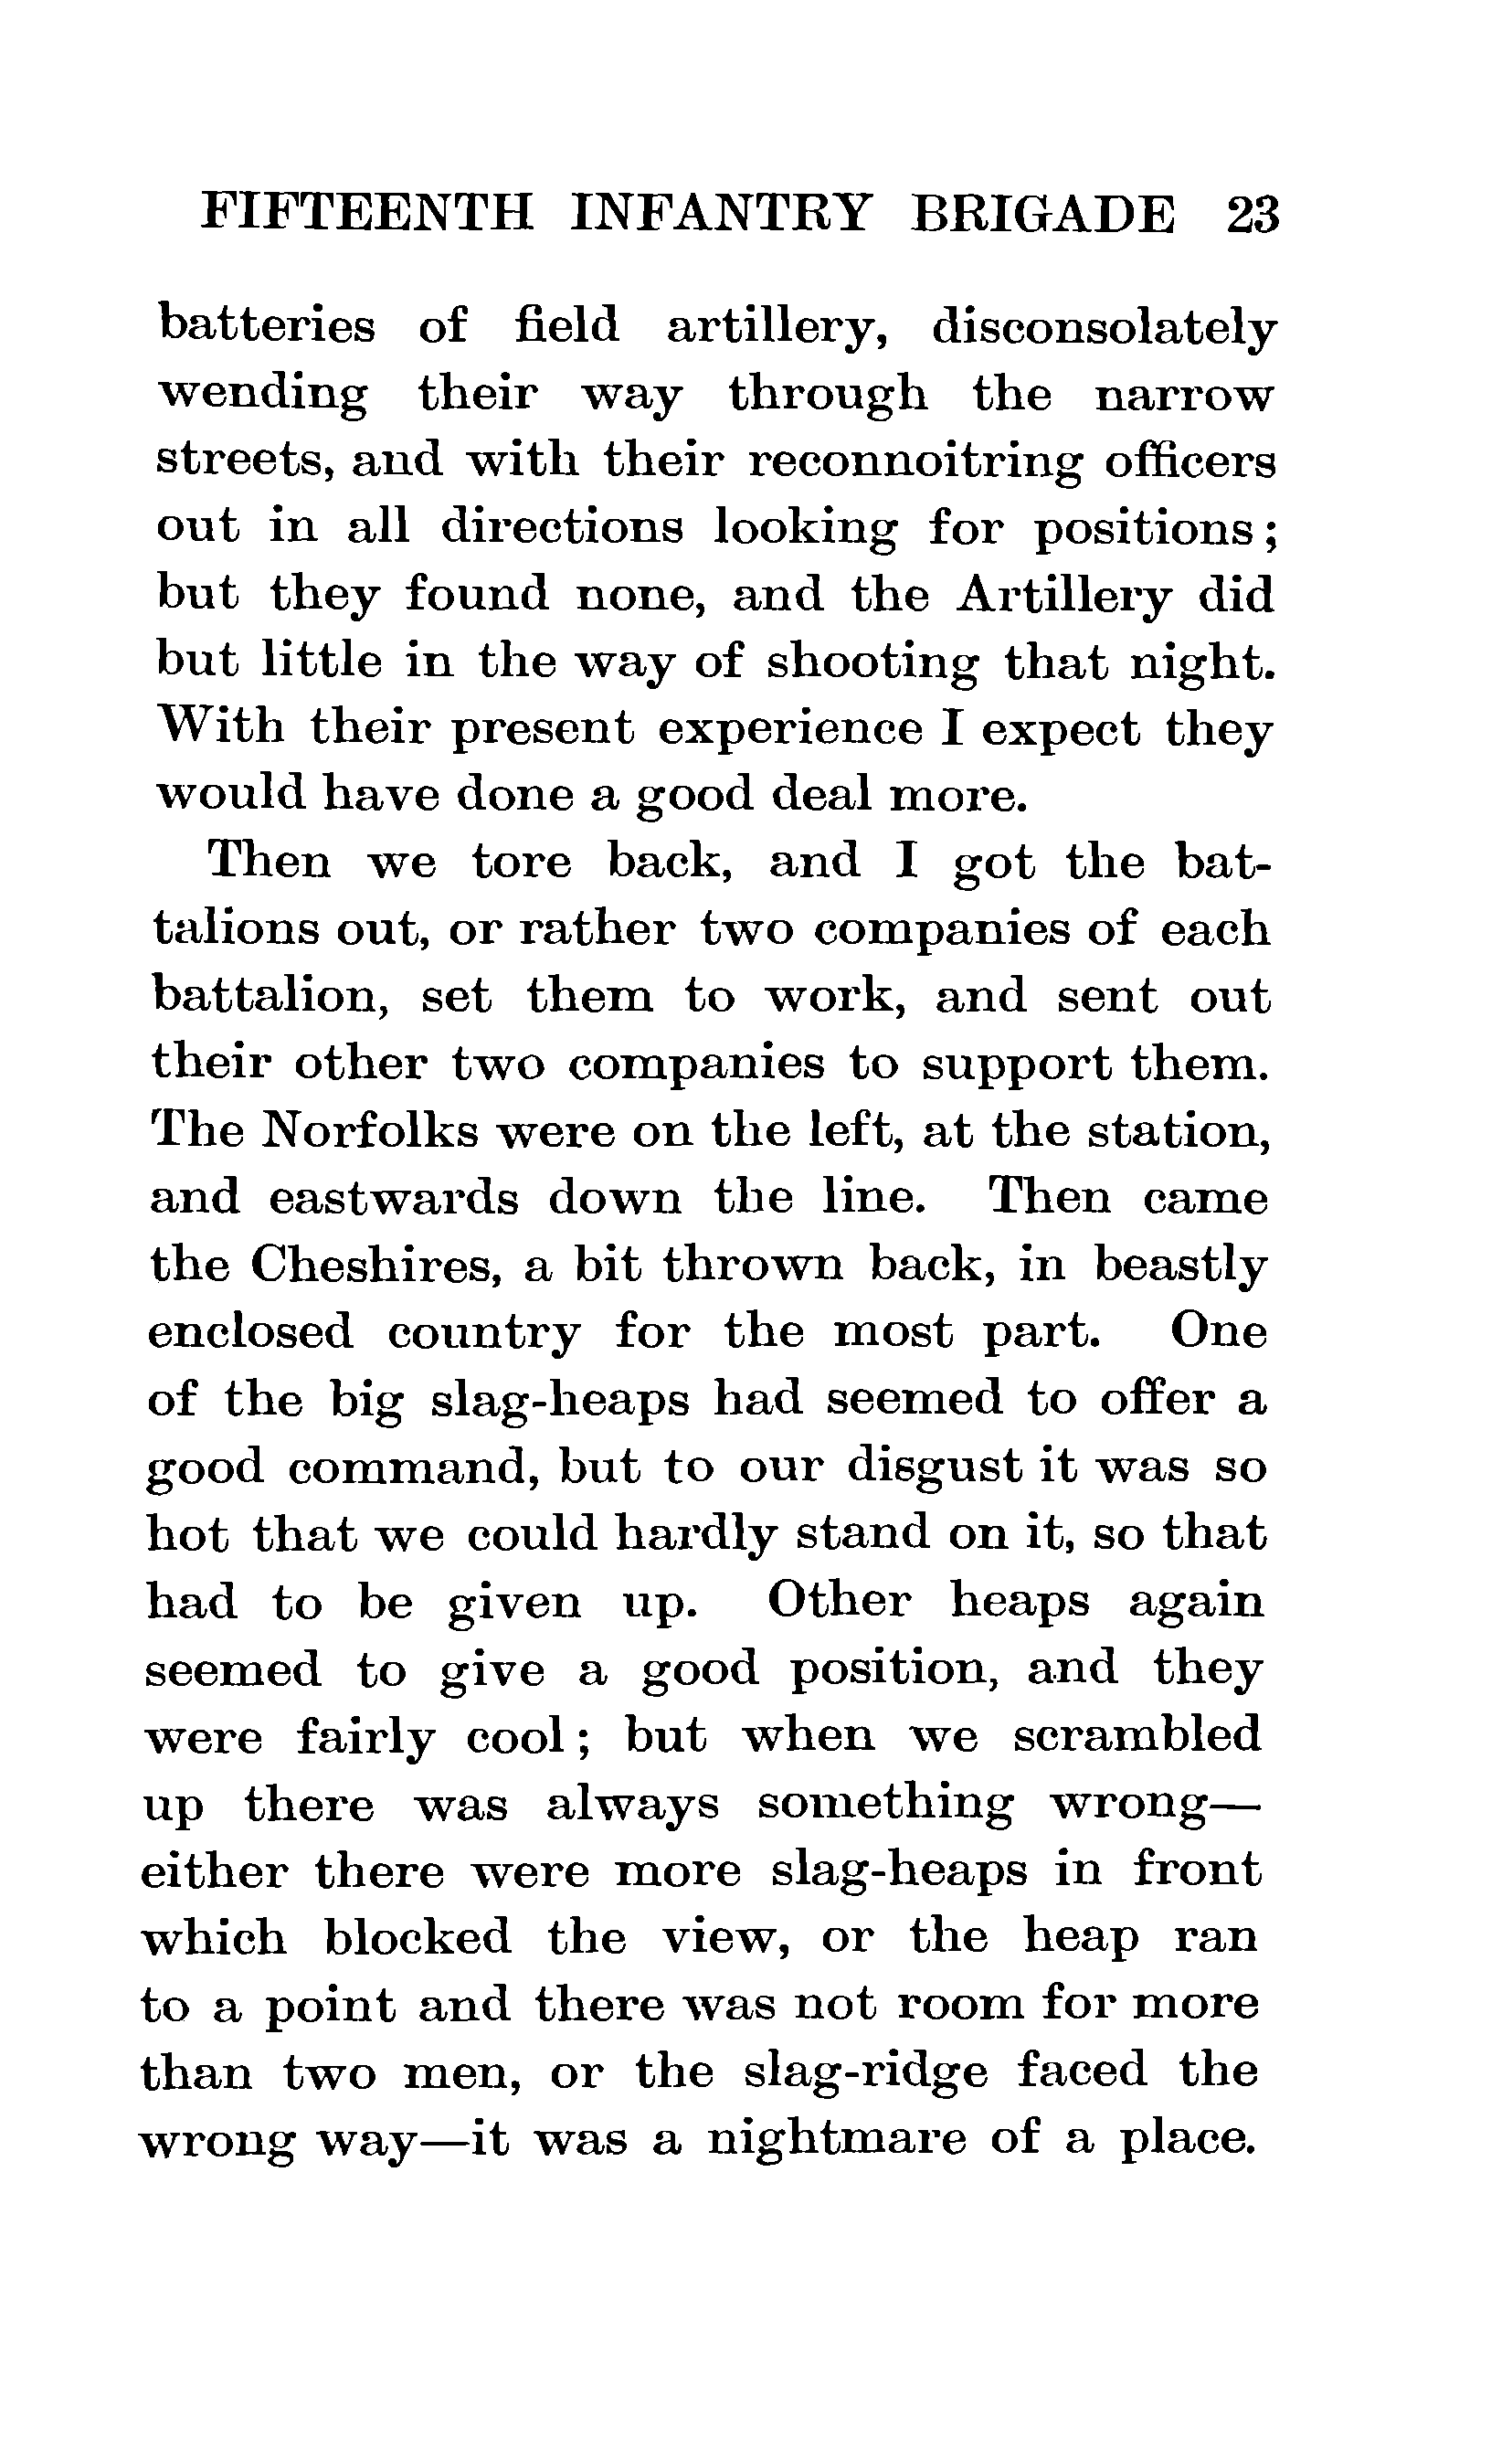 FIFTEENTH INFANTRY BRIGADE 23
batteries of field artillery, disconsolately
wending their way through the narrow
streets, and with their reconnoitring officers
out in all directions looking for positions;
but they found none, and the Artillery did
but little in the way of shooting that night.
With their present experience I expect they
would have done a good deal more.
Then we tore back, and I got the bat-
talions out, or rather two companies of each
battalion, set them to work, and sent out
their other two companies to support them.
The Norfolks were on the left, at the station,
and eastwards down the line. Then came
the Cheshires, a bit thrown back, in beastly
enclosed country for the most part. One
of the big slag-heaps had seemed to offer a
good command, but to our disgust it was so
hot that we could hardly stand on it, so that
had to be given up. Other heaps again
seemed to give a good position, and they
were fairly cool; but when we scrambled
up there was always something wrong—
either there were more slag-heaps in front
which blocked the view, or the heap ran
to a point and there was not room for more
than two men, or the slag-ridge faced the
wrong way—it was a nightmare of a place.